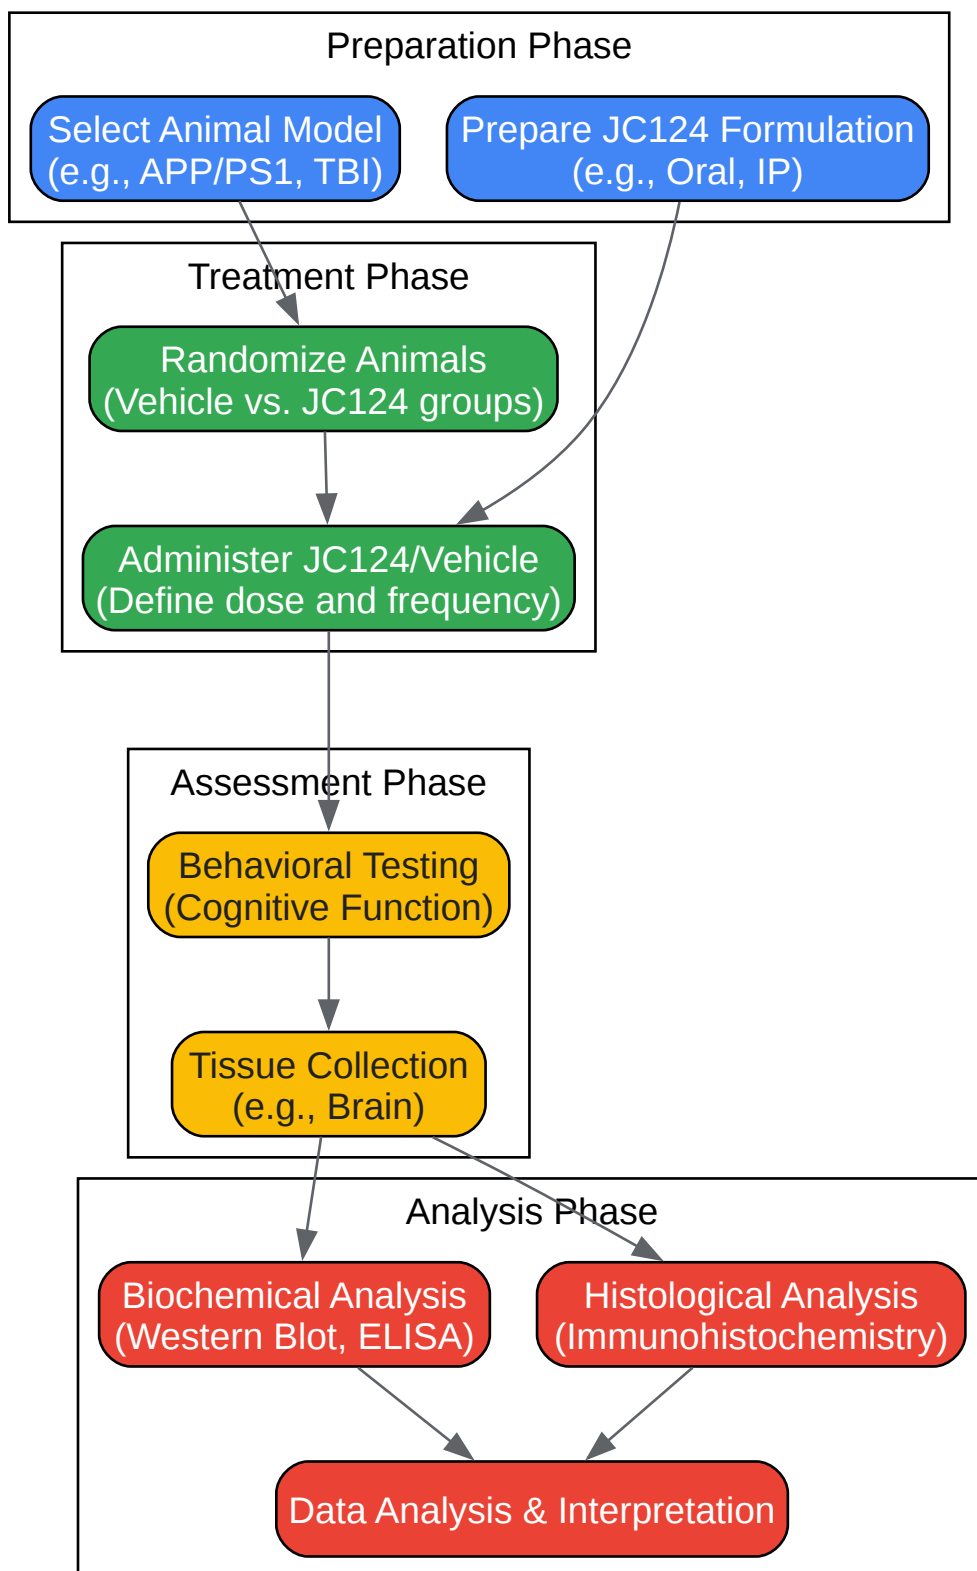 Preparation Phase
Select Animal Model
(e.g., APP/PS1, TBI)
Prepare JC124 Formulation
(e.g., Oral, IP)
Treatment Phase
Randomize Animals
(Vehicle vs. JC124 groups)
Administer JC124/Vehicle
(Define dose and frequency)
Assessment Phase
Behavioral Testing
(Cognitive Function)
Tissue Collection
(e.g., Brain)
Analysis Phase
Biochemical Analysis
(Western Blot, ELISA)
Histological Analysis
(Immunohistochemistry)
Data Analysis & Interpretation